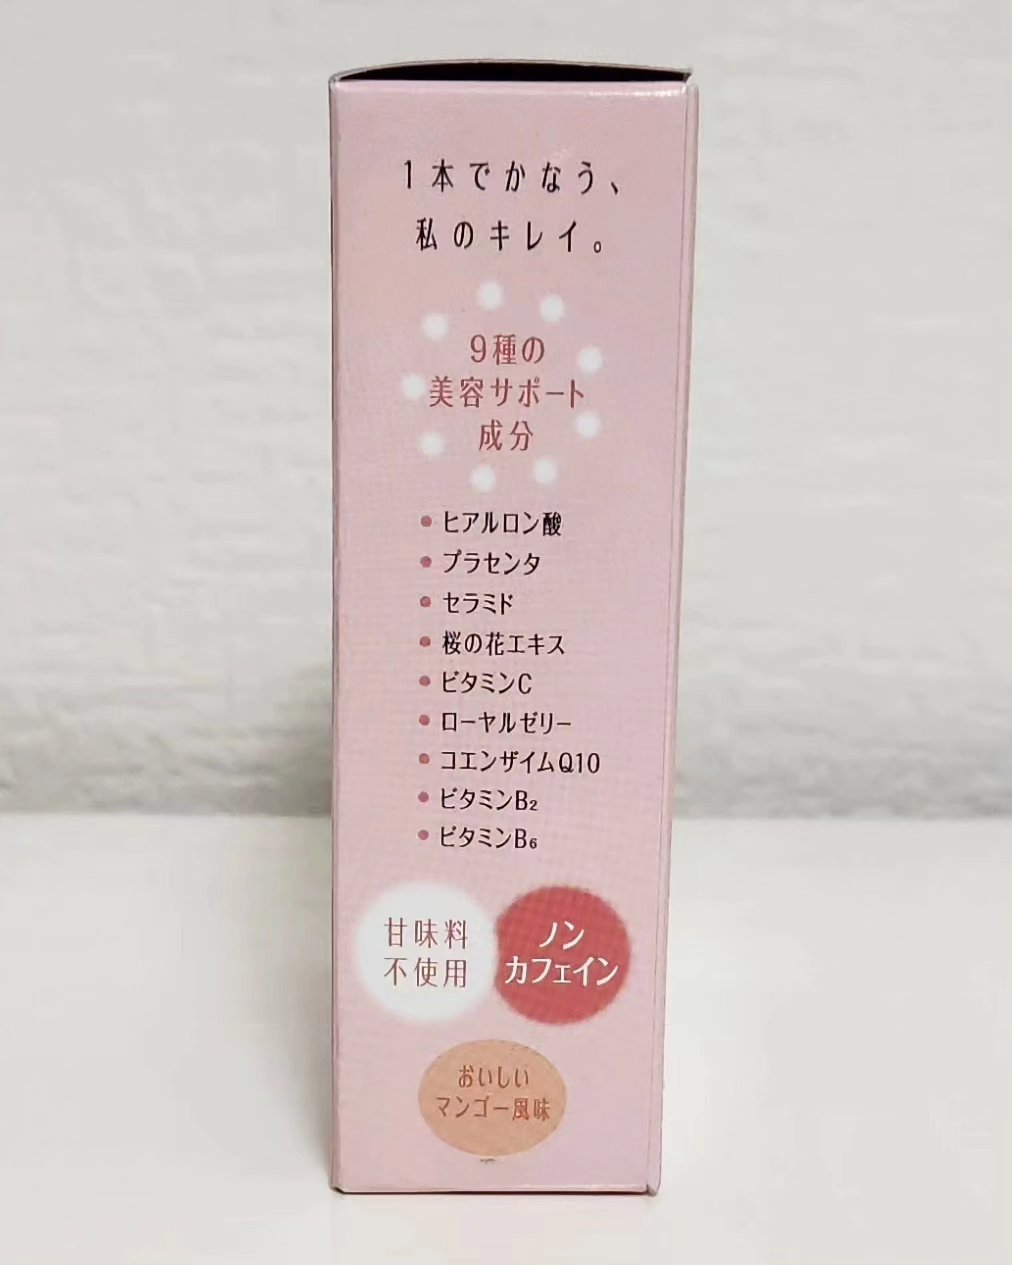 1本でかなう、
私のキレイ。
9種の
美容サポート
成分
• ヒアルロン酸
• プラセンタ
• セラミド
• 桜の花エキス
• ビタミンC
• ローヤルゼリー
• コエンザイムQ10
• ビタミンB₂
• ビタミンB₆
甘味料
不使用
ノン
カフェイン
おいしい
マンゴー風味